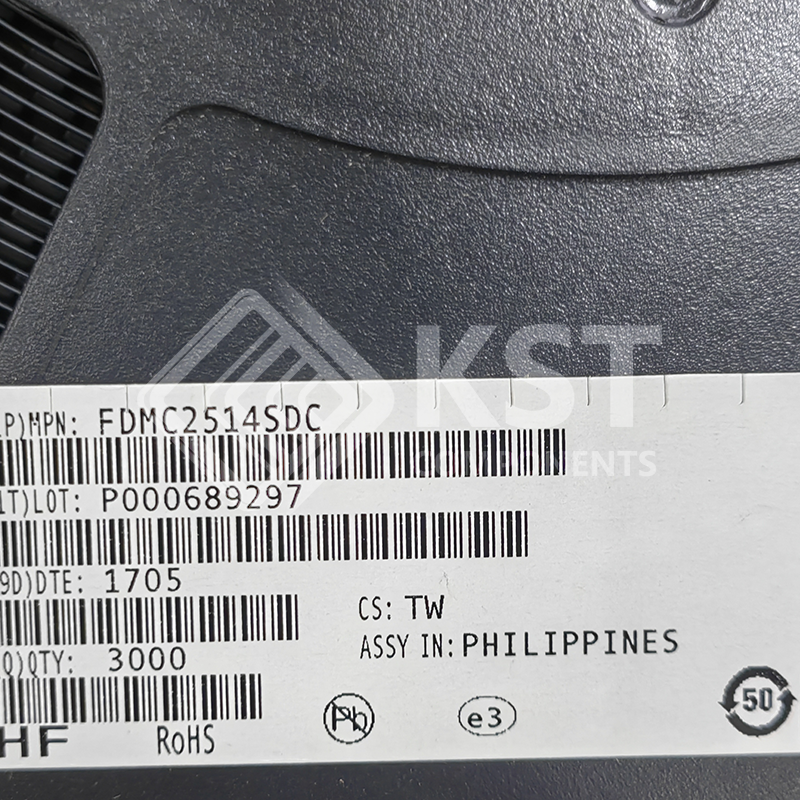 KST
COMPONENTS
1P)MPN: FDMC2514SDC
1T)LOT: P000689297
9D)DTE: 1705
CS: TW
ASSY IN: PHILIPPINES
Q)QTY: 3000
HF
RoHS
Pb
e3
50